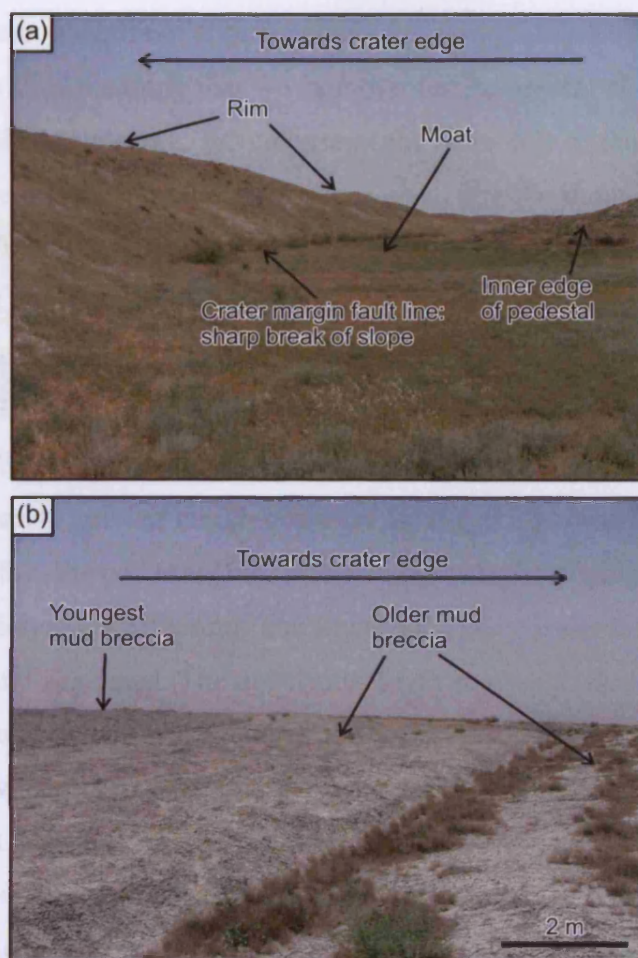 (a)
Towards crater edge
Rim
Moat
Crater margin fault line:
sharp break of slope
Inner edge
of pedestal
(b)
Towards crater edge
Youngest
mud breccia
Older mud
breccia
2 m